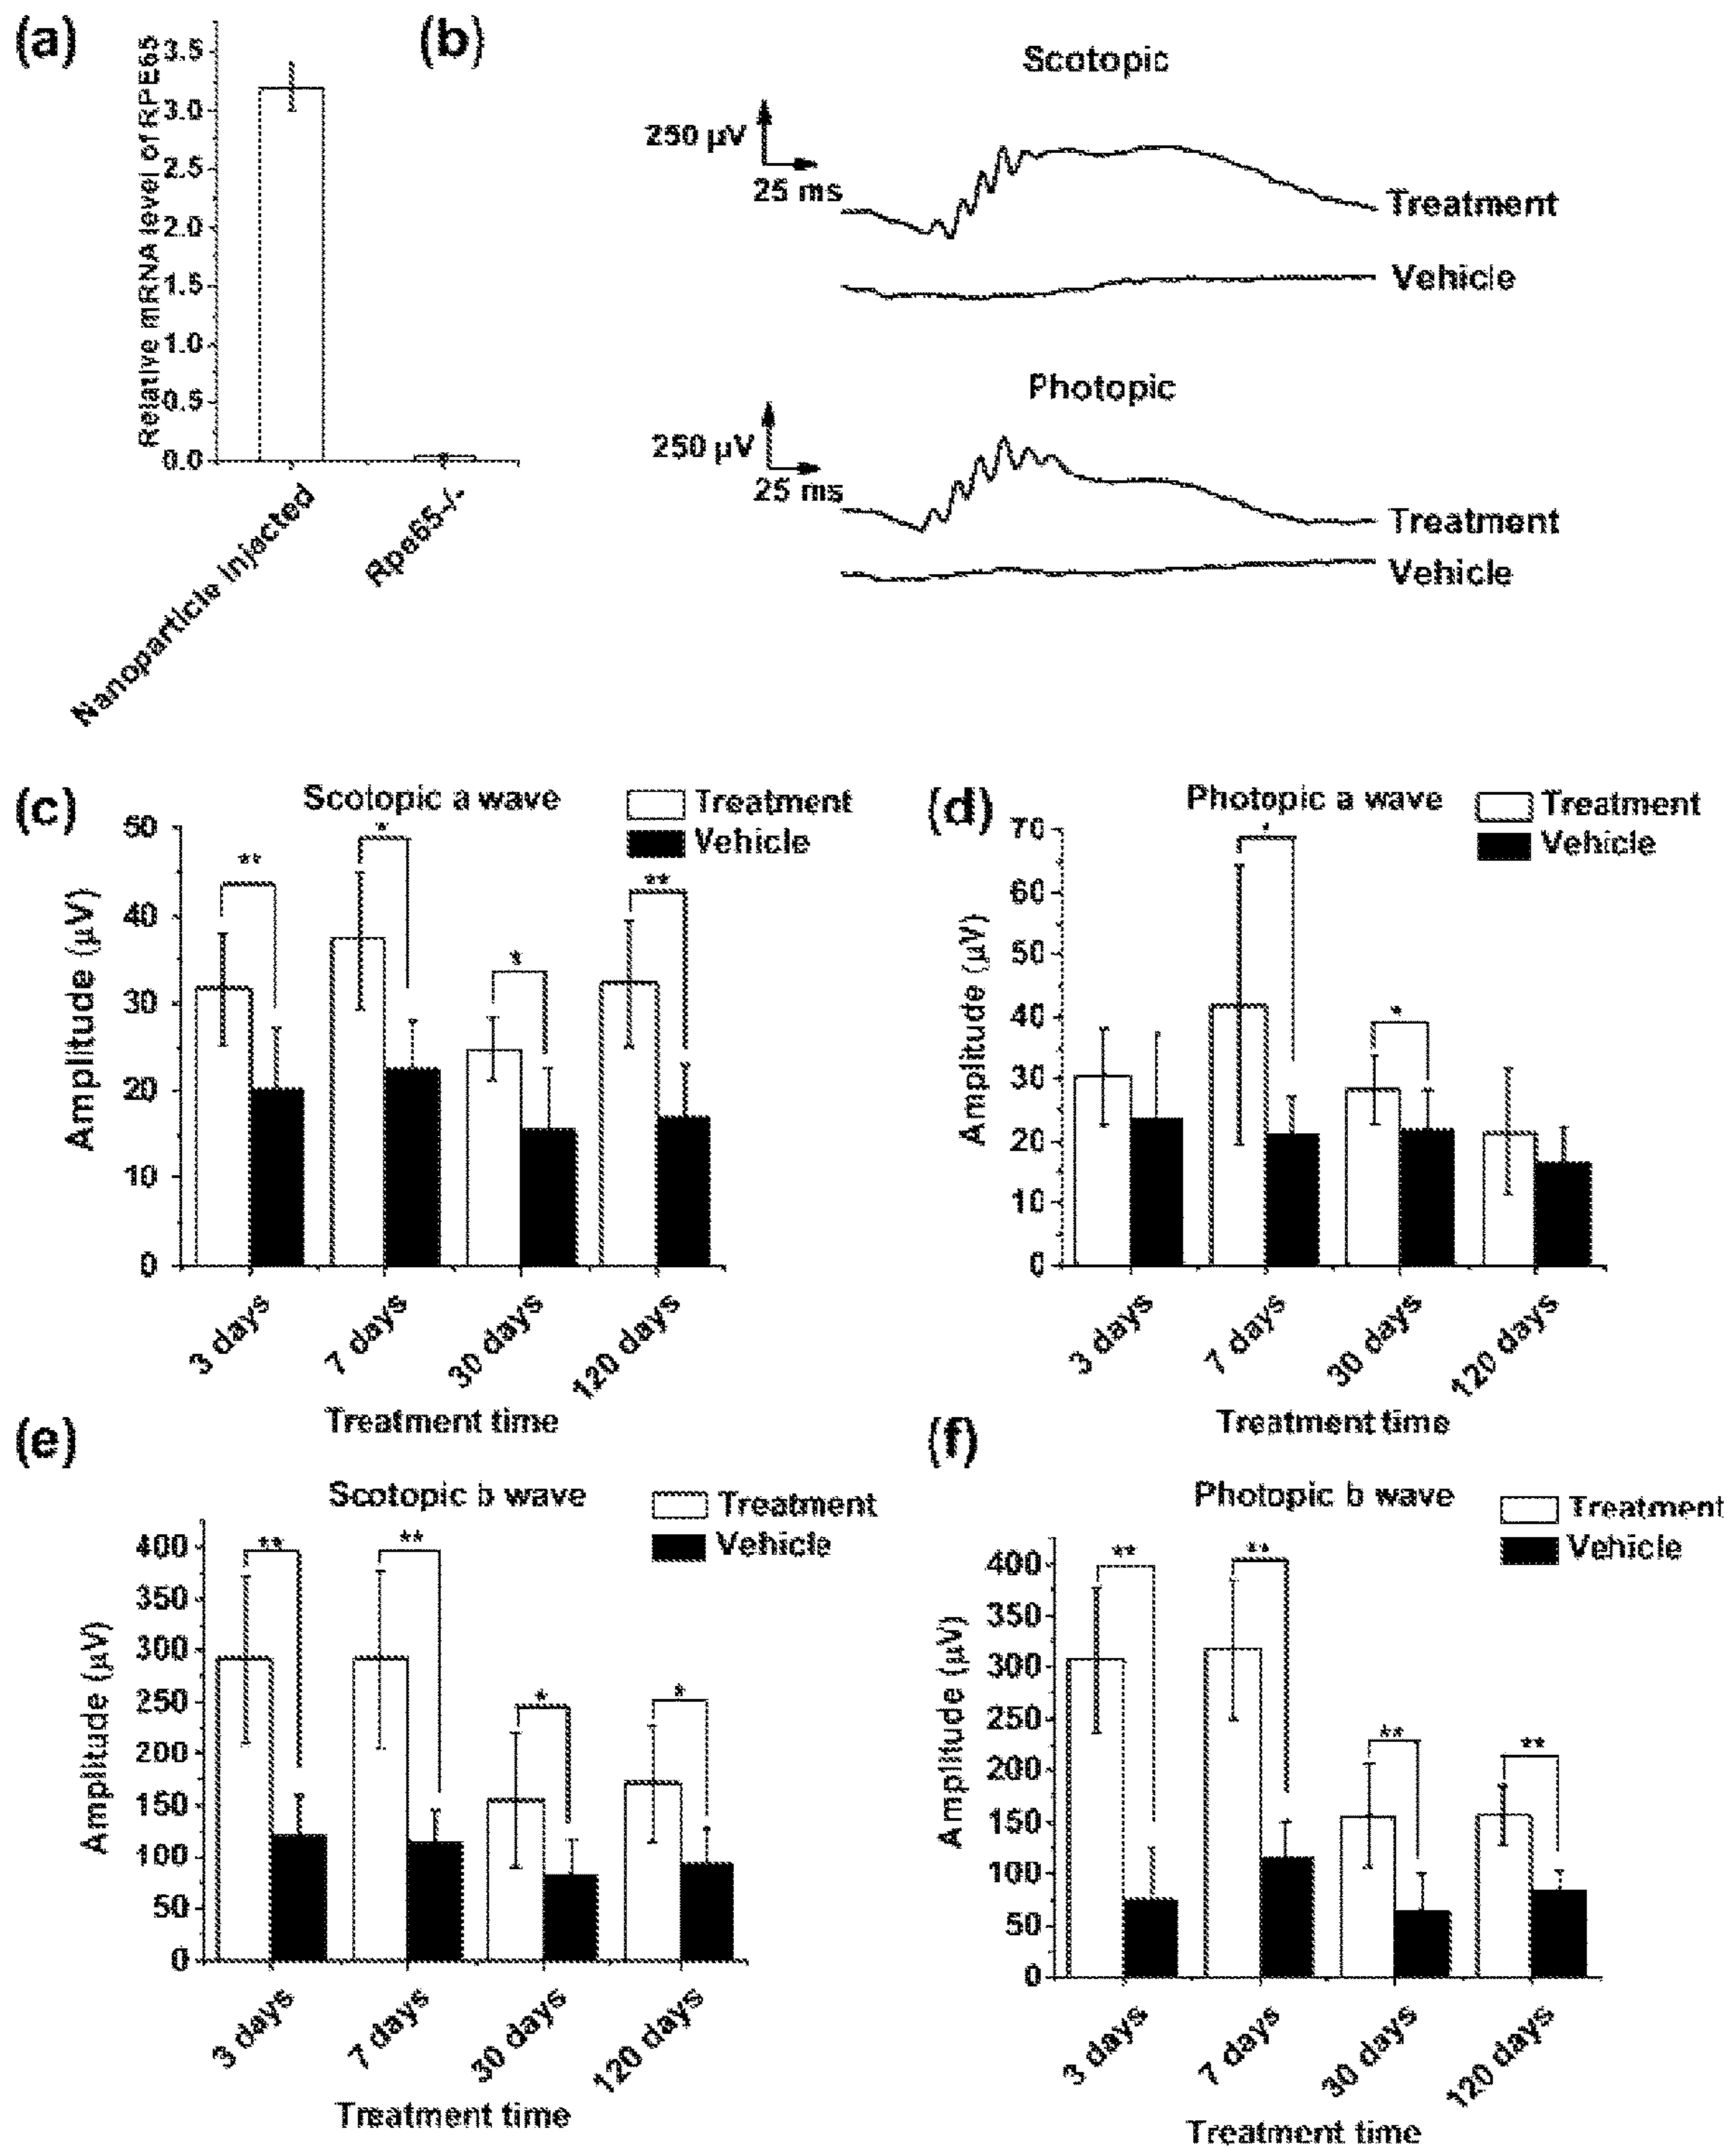 (a)
Relative mRNA level of RPE65
3.5
3.0
2.5
2.0
1.5
1.0
0.5
0.0
Nanoparticle injected
Rpe65-/-
(b)
Scotopic
250 µV
25 ms
Treatment
Vehicle
Photopic
250 µV
25 ms
Treatment
Vehicle
(c)
Scotopic a wave
Treatment
Vehicle
Amplitude (µV)
50
40
30
20
10
0
**
*
*
**
3 days
7 days
30 days
120 days
Treatment time
(d)
Photopic a wave
Treatment
Vehicle
Amplitude (µV)
70
60
50
40
30
20
10
0
*
3 days
7 days
30 days
120 days
Treatment time
(e)
Scotopic b wave
Treatment
Vehicle
Amplitude (µV)
400
350
300
250
200
150
100
50
0
**
**
*
*
3 days
7 days
30 days
120 days
Treatment time
(f)
Photopic b wave
Treatment
Vehicle
Amplitude (µV)
400
350
300
250
200
150
100
50
0
**
**
**
**
3 days
7 days
30 days
120 days
Treatment time